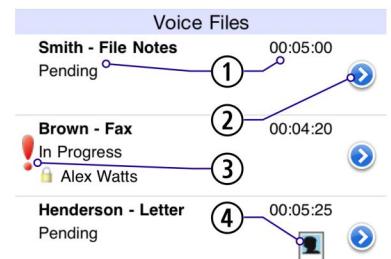 Voice Files
Smith - File Notes 00:05:00
Pending
1
2
Brown - Fax 00:04:20
In Progress
3
Alex Watts
Henderson - Letter 00:05:25
4
Pending